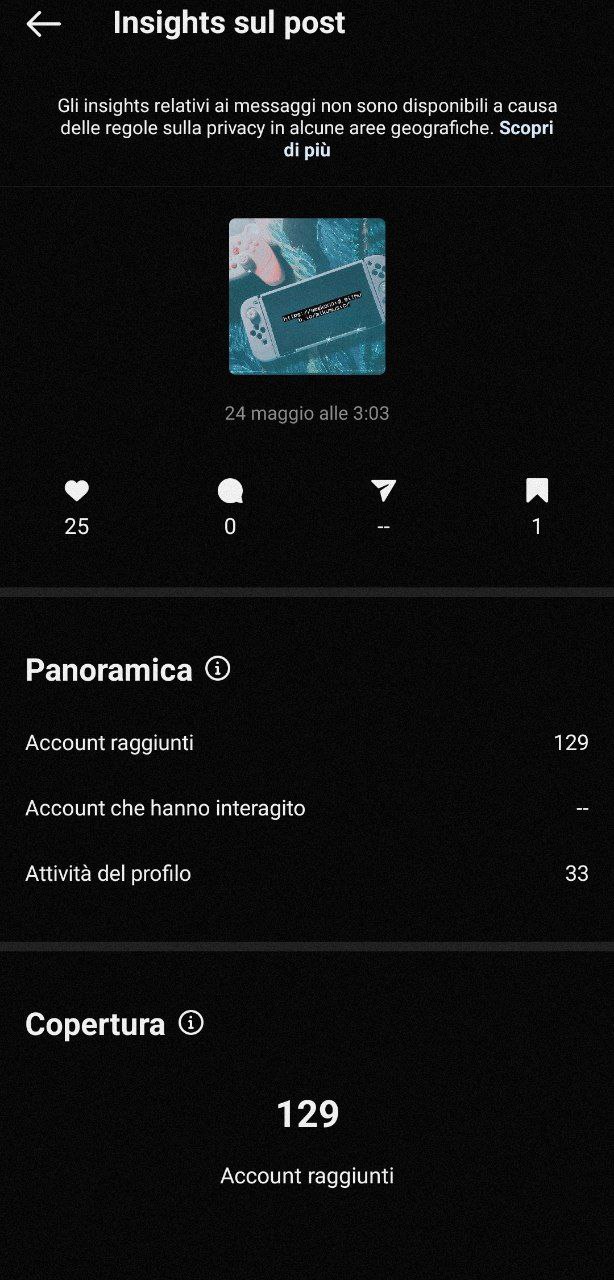 Insights sul post
Gli insights relativi ai messaggi non sono disponibili a causa
delle regole sulla privacy in alcune aree geografiche. Scopri
di più
24 maggio alle 3:03
25
0
--
1
Panoramica
Account raggiunti
129
Account che hanno interagito
--
Attività del profilo
33
Copertura
129
Account raggiunti